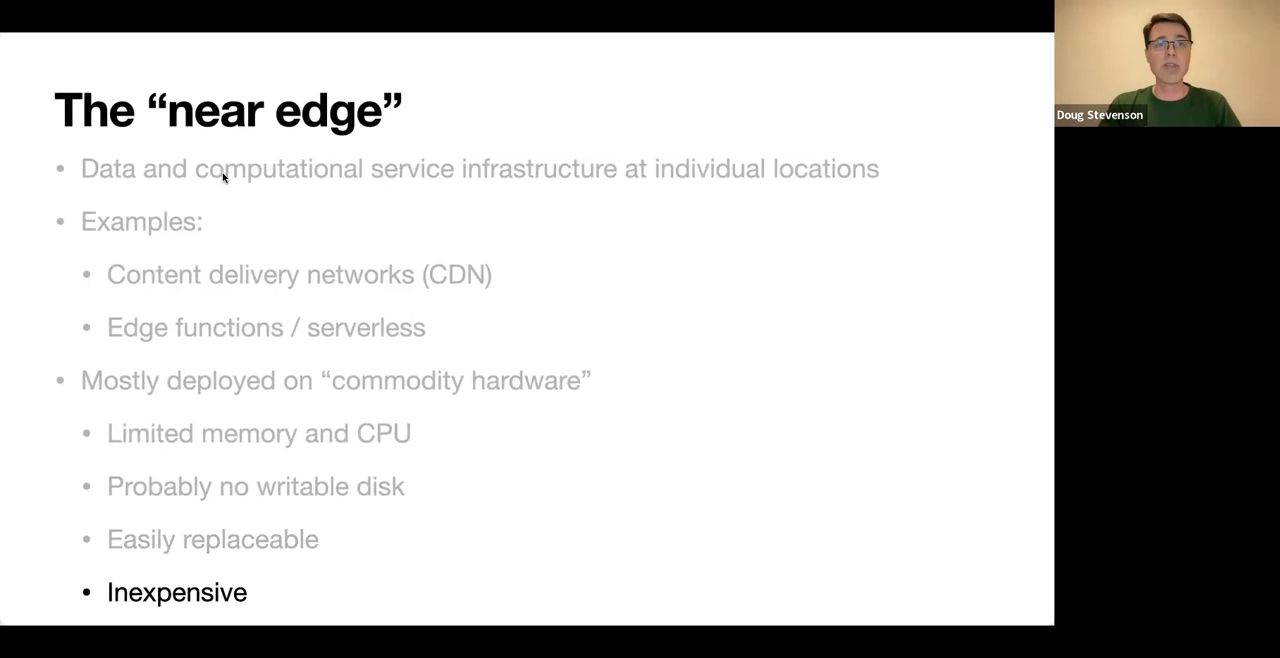 The “near edge”
• Data and computational service infrastructure at individual locations
• Examples:
• Content delivery networks (CDN)
• Edge functions / serverless
• Mostly deployed on “commodity hardware”
• Limited memory and CPU
• Probably no writable disk
• Easily replaceable
• Inexpensive
Doug Stevenson